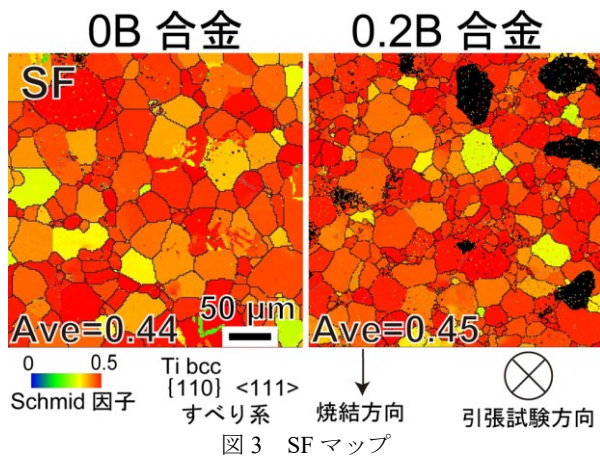 0B 合金
0.2B 合金
SF
Ave=0.44
50 μm
Ave=0.45
0
0.5
Schmid 因子
Ti bcc
{110} <111>
すべり系
焼結方向
引張試験方向
図 3 SF マップ